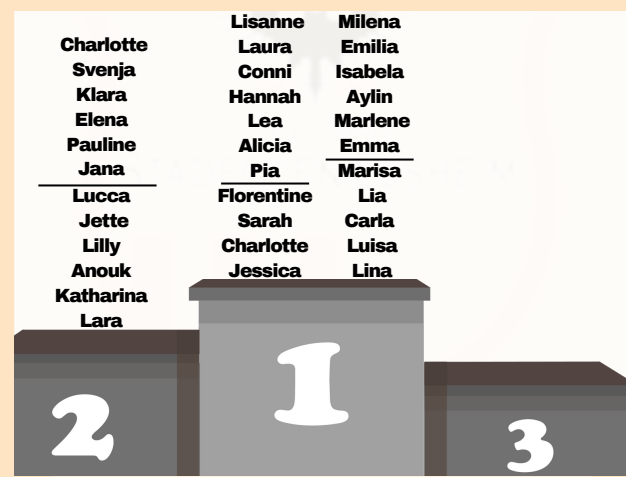 Charlotte
Svenja
Klara
Elena
Pauline
Jana
Lucca
Jette
Lilly
Anouk
Katharina
Lara
Lisanne
Laura
Conni
Hannah
Lea
Alicia
Pia
Florentine
Sarah
Charlotte
Jessica
Milena
Emilia
Isabela
Aylin
Marlene
Emma
Marisa
Lia
Carla
Luisa
Lina
2
1
3